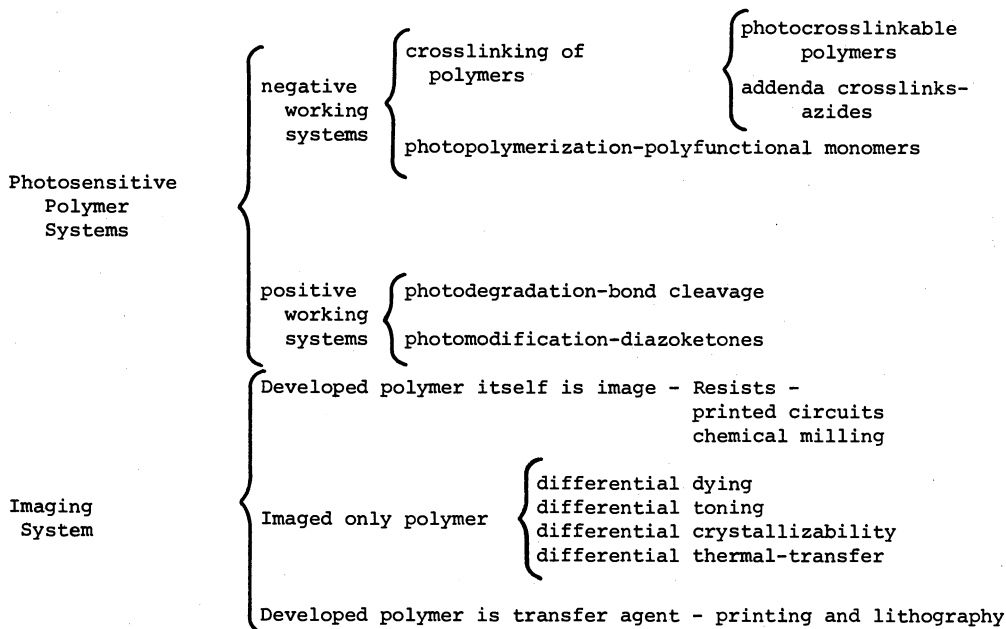 photocrosslinkable
polymers
crosslinking of
polymers
negative
working
systems
addenda crosslinks-
azides
photopolymerization-polyfunctional monomers
Photosensitive
Polymer
Systems
positive
working
systems
photodegradation-bond cleavage
photomodification-diazoketones
Developed polymer itself is image - Resists -
printed circuits
chemical milling
Imaging
System
Imaged only polymer
differential dying
differential toning
differential crystallizability
differential thermal-transfer
Developed polymer is transfer agent - printing and lithography